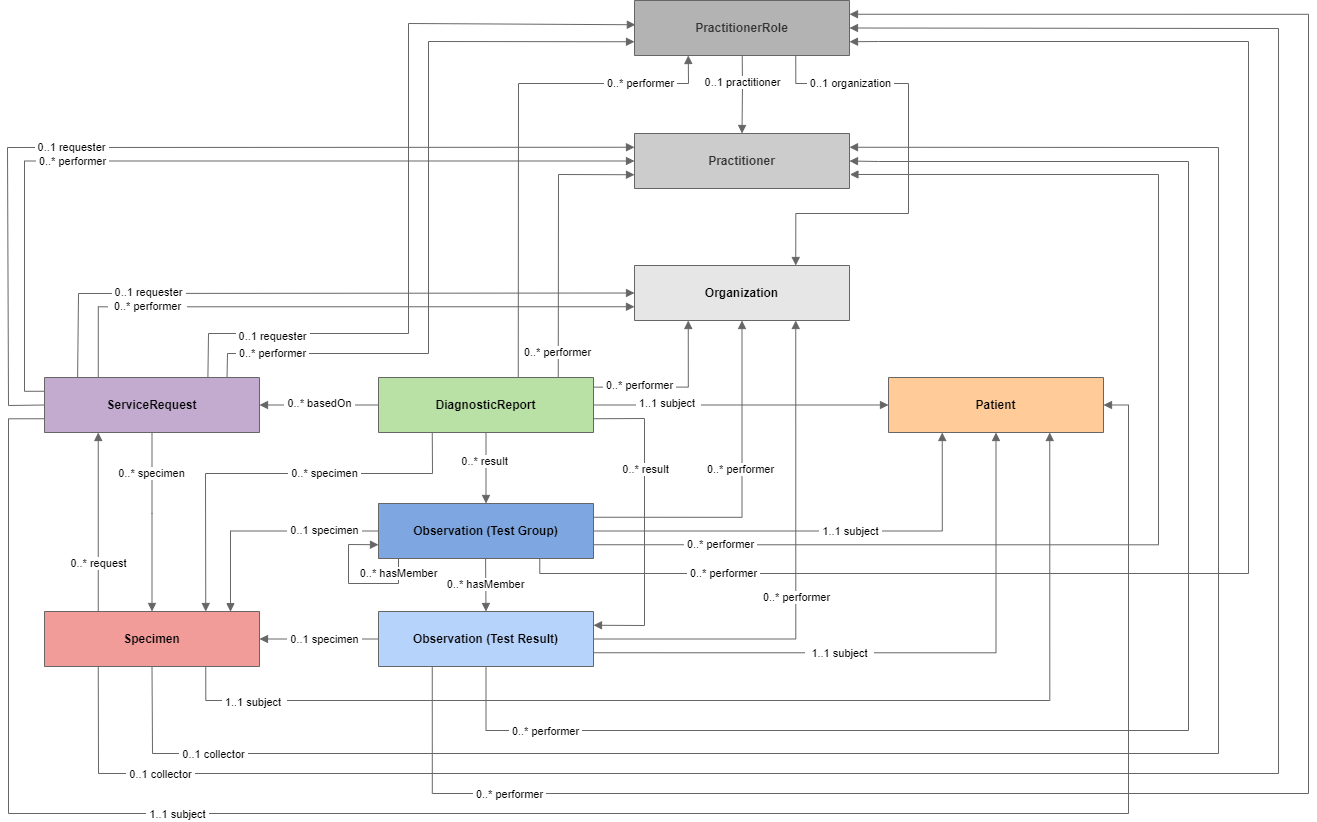 PractitionerRole
0..* performer
0..1 practitioner
0..1 organization
0..1 requester
0..* performer
Practitioner
0..1 requester
0..* performer
Organization
0..1 requester
0..* performer
0..* performer
0..* performer
ServiceRequest
0..* basedOn
DiagnosticReport
1..1 subject
Patient
0..* specimen
0..* specimen
0..* result
0..* result
0..* performer
0..1 specimen
Observation (Test Group)
1..1 subject
0..* performer
0..* request
0..* hasMember
0..* performer
0..* hasMember
0..* performer
Specimen
0..1 specimen
Observation (Test Result)
1..1 subject
1..1 subject
0..* performer
0..1 collector
0..1 collector
0..* performer
1..1 subject